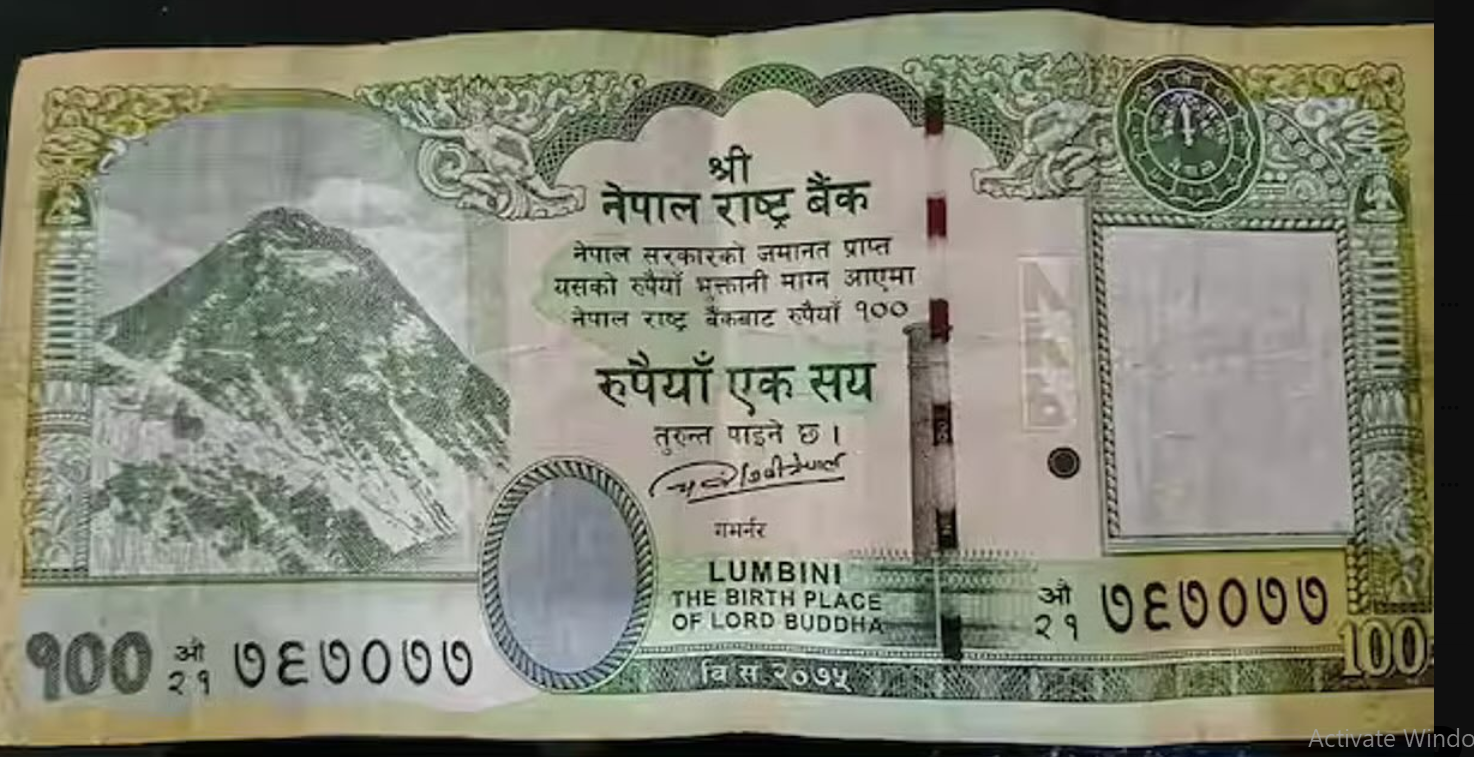 श्री
नेपाल राष्ट्र बैंक
नेपाल सरकारको जमानत प्राप्त
यसको रुपैयाँ भुक्तानी माग्न आएमा
नेपाल राष्ट्र बैंकबाट रुपैयाँ १००
रुपैयाँ एक सय
तुरुन्त पाइने छ ।
गभर्नर
NRB
LUMBINI
THE BIRTH PLACE
OF LORD BUDDHA
औ
२१ ७६७०७७
१०० औ
२१ ७६७०७७
बि सं २०७५
100
Activate Windo